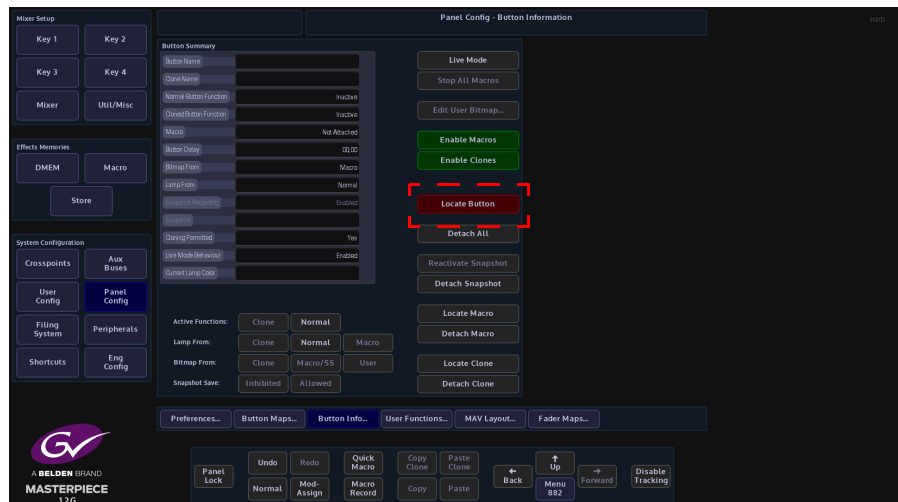 Mixer Setup
Panel Config - Button Information
HDD
Key 1
Key 2
Key 3
Key 4
Mixer
Util/Misc
Effects Memories
DMEM
Macro
Store
System Configuration
Crosspoints
Aux
Buses
User
Config
Panel
Config
Filing
System
Peripherals
Shortcuts
Eng
Config
Button Summary
Button Name
Clone Name
Normal Button Function
Inactive
Cloned Button Function
Inactive
Macro
Not Attached
Button Delay
00:00
Bitmap From
Macro
Lamp From
Normal
Snapshot Recording
Enabled
Snapshot
Cloning Permitted
Yes
Live Mode Behaviour
Enabled
Current Lamp Color
Live Mode
Stop All Macros
Edit User Bitmap...
Enable Macros
Enable Clones
Locate Button
Detach All
Reactivate Snapshot
Detach Snapshot
Locate Macro
Detach Macro
Locate Clone
Detach Clone
Active Functions:
Clone
Normal
Lamp From:
Clone
Normal
Macro
Bitmap From:
Clone
Macro/SS
User
Snapshot Save:
Inhibited
Allowed
Preferences...
Button Maps...
Button Info...
User Functions...
MAV Layout...
Fader Maps...
GV
A BELDEN BRAND
MASTERPIECE
12G
Panel
Lock
Undo
Redo
Quick
Macro
Copy
Clone
Paste
Clone
Normal
Mod-
Assign
Macro
Record
Copy
Paste
←
Back
↑
Up
Menu
882
→
Forward
Disable
Tracking